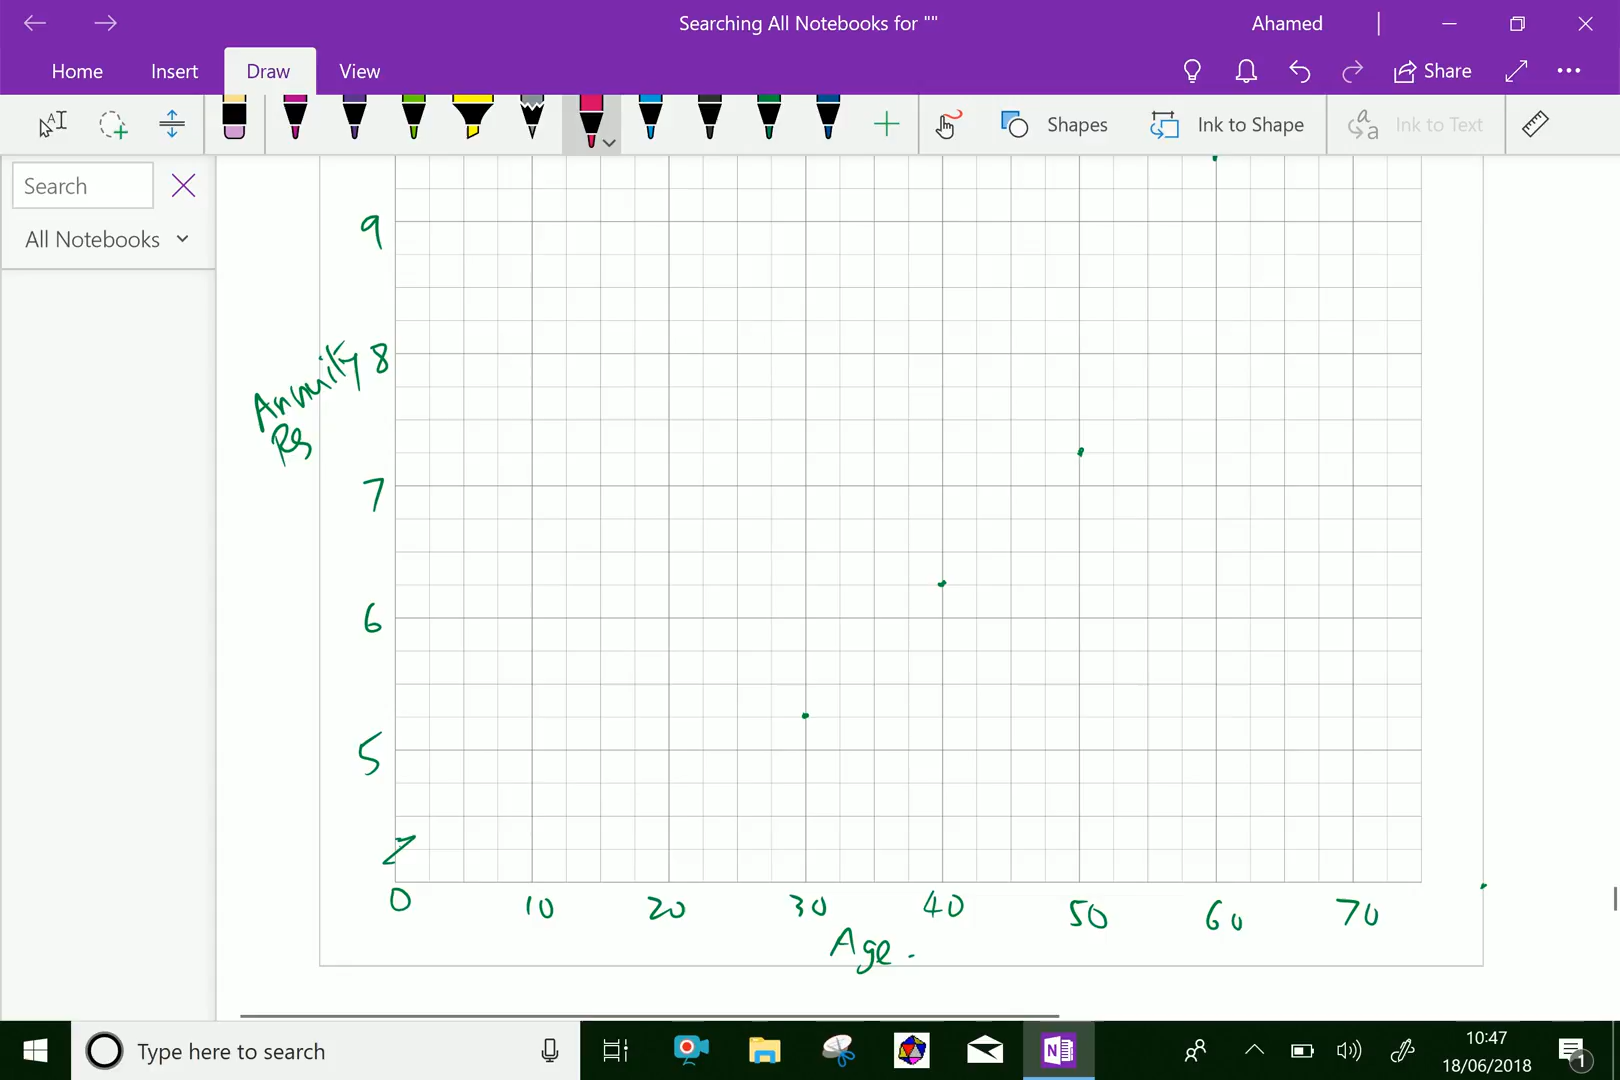 Searching All Notebooks for ""
Ahamed
Home
Insert
Draw
View
Share
Shapes
Ink to Shape
Ink to Text
Search
All Notebooks
9
Annuity 8
Rs
7
6
5
0
10
20
30
40
50
60
70
Age.
Type here to search
10:47
18/06/2018
1